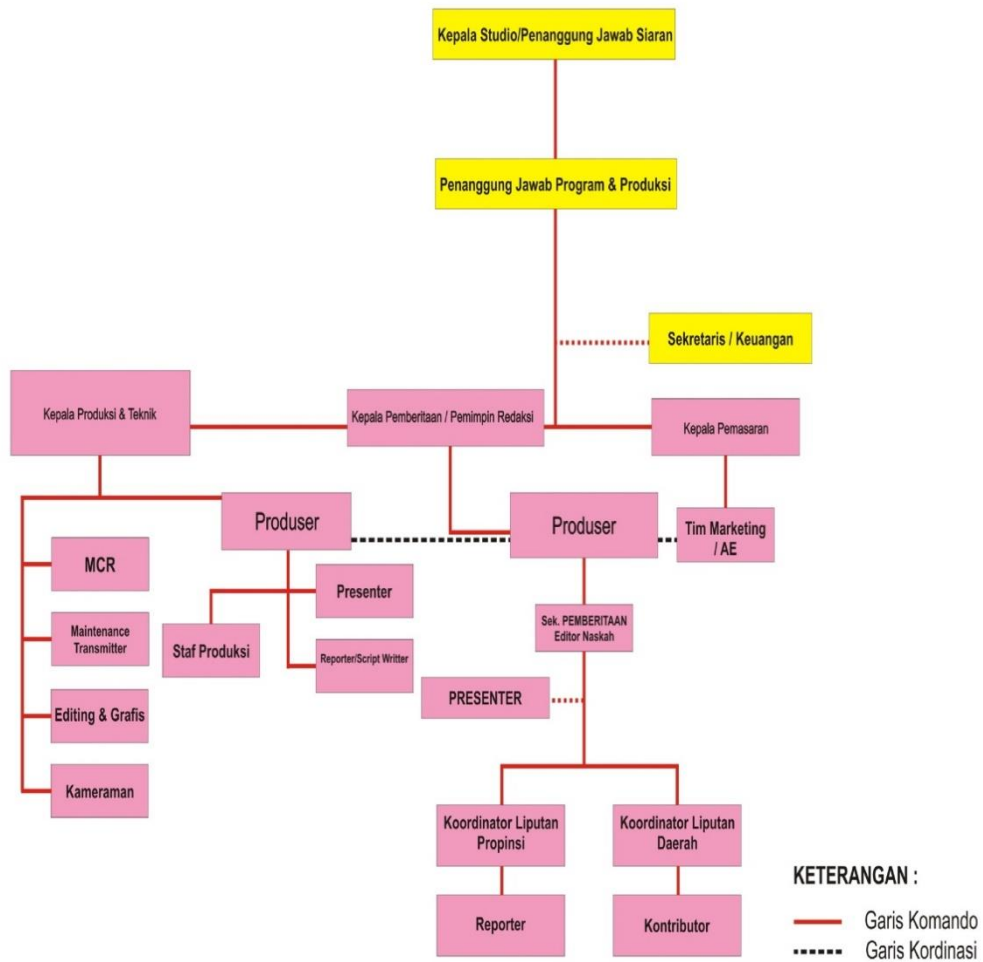 Kepala Studio/Penanggung Jawab Siaran
Penanggung Jawab Program & Produksi
Sekretaris / Keuangan
Kepala Produksi & Teknik
Kepala Pemberitaan / Pemimpin Redaksi
Kepala Pemasaran
Produser
Produser
Tim Marketing
/ AE
MCR
Presenter
Maintenance
Transmitter
Staf Produksi
Reporter/Script Writter
Sek. PEMBERITAAN
Editor Naskah
PRESENTER
Editing & Grafis
Kameraman
Koordinator Liputan
Propinsi
Koordinator Liputan
Daerah
Reporter
Kontributor
KETERANGAN :
Garis Komando
Garis Kordinasi